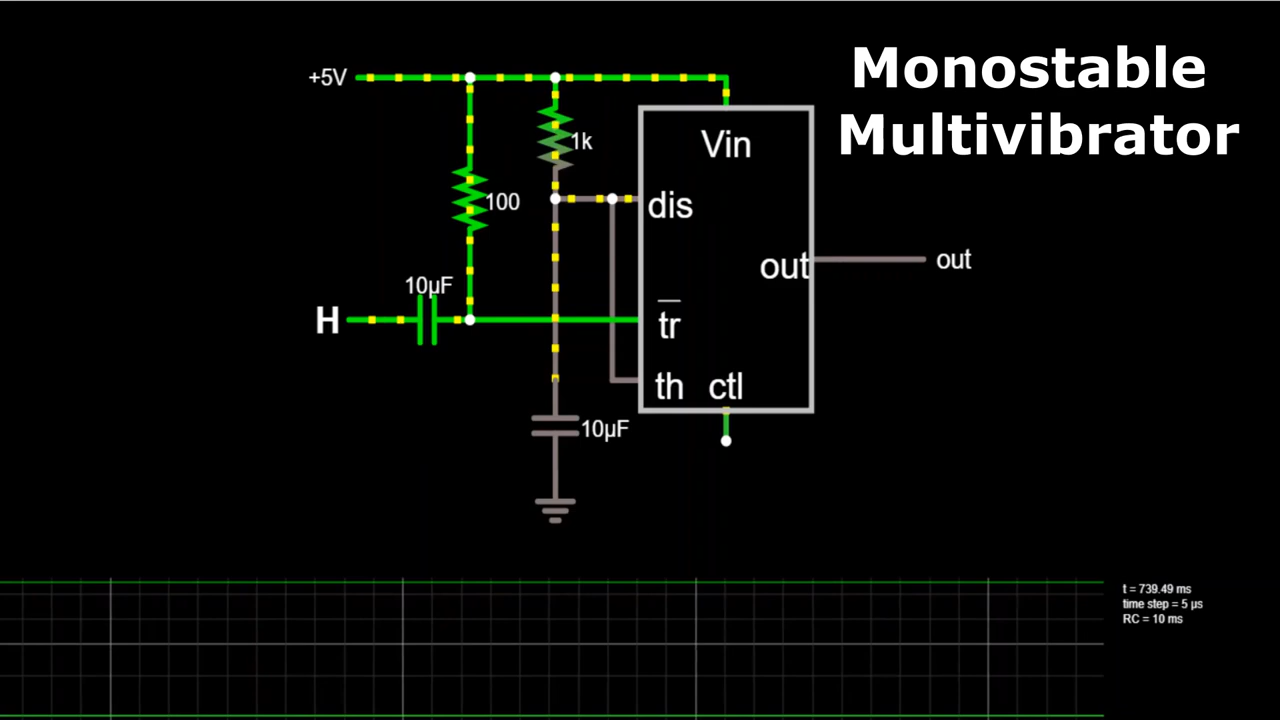 Monostable
Multivibrator
+5V
Vin
1k
100
dis
out
out
10µF
H
tr
th ctl
10µF
t = 739.49 ms
time step = 5 µs
RC = 10 ms